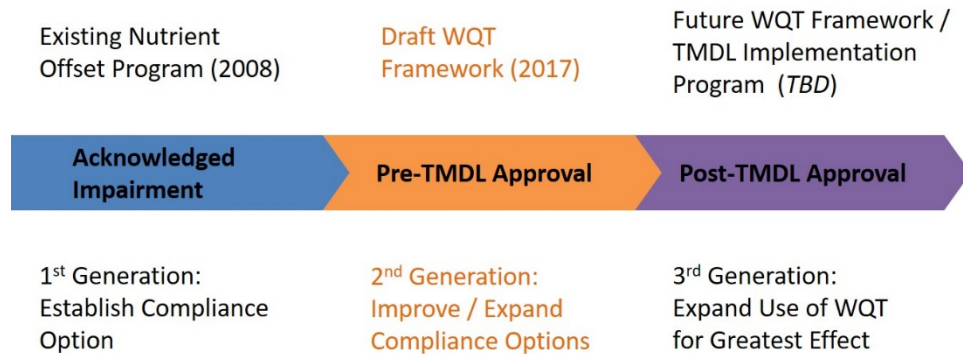 Existing Nutrient
Offset Program (2008)
Draft WQT
Framework (2017)
Future WQT Framework /
TMDL Implementation
Program (TBD)
Acknowledged
Impairment
Pre-TMDL Approval
Post-TMDL Approval
1st Generation:
Establish Compliance
Option
2nd Generation:
Improve / Expand
Compliance Options
3rd Generation:
Expand Use of WQT
for Greatest Effect